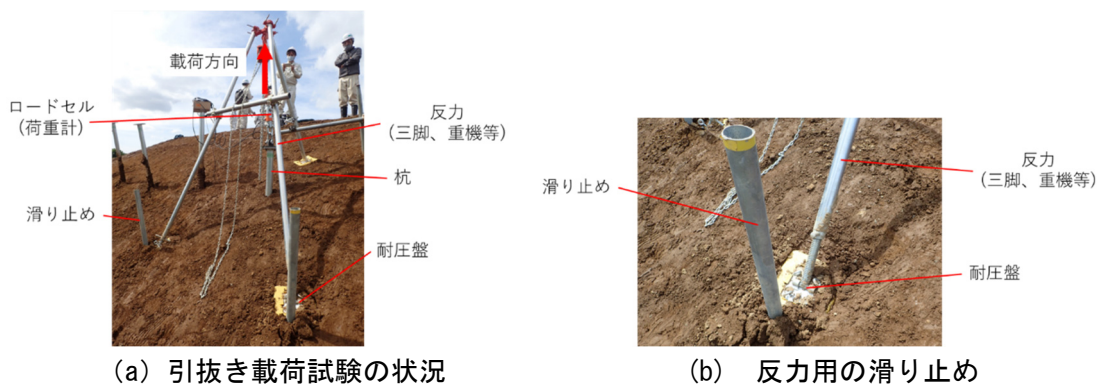 載荷方向
ロードセル
(荷重計)
反力
(三脚、重機等)
杭
滑り止め
耐圧盤
(a) 引抜き載荷試験の状況
滑り止め
反力
(三脚、重機等)
耐圧盤
(b) 反力用の滑り止め